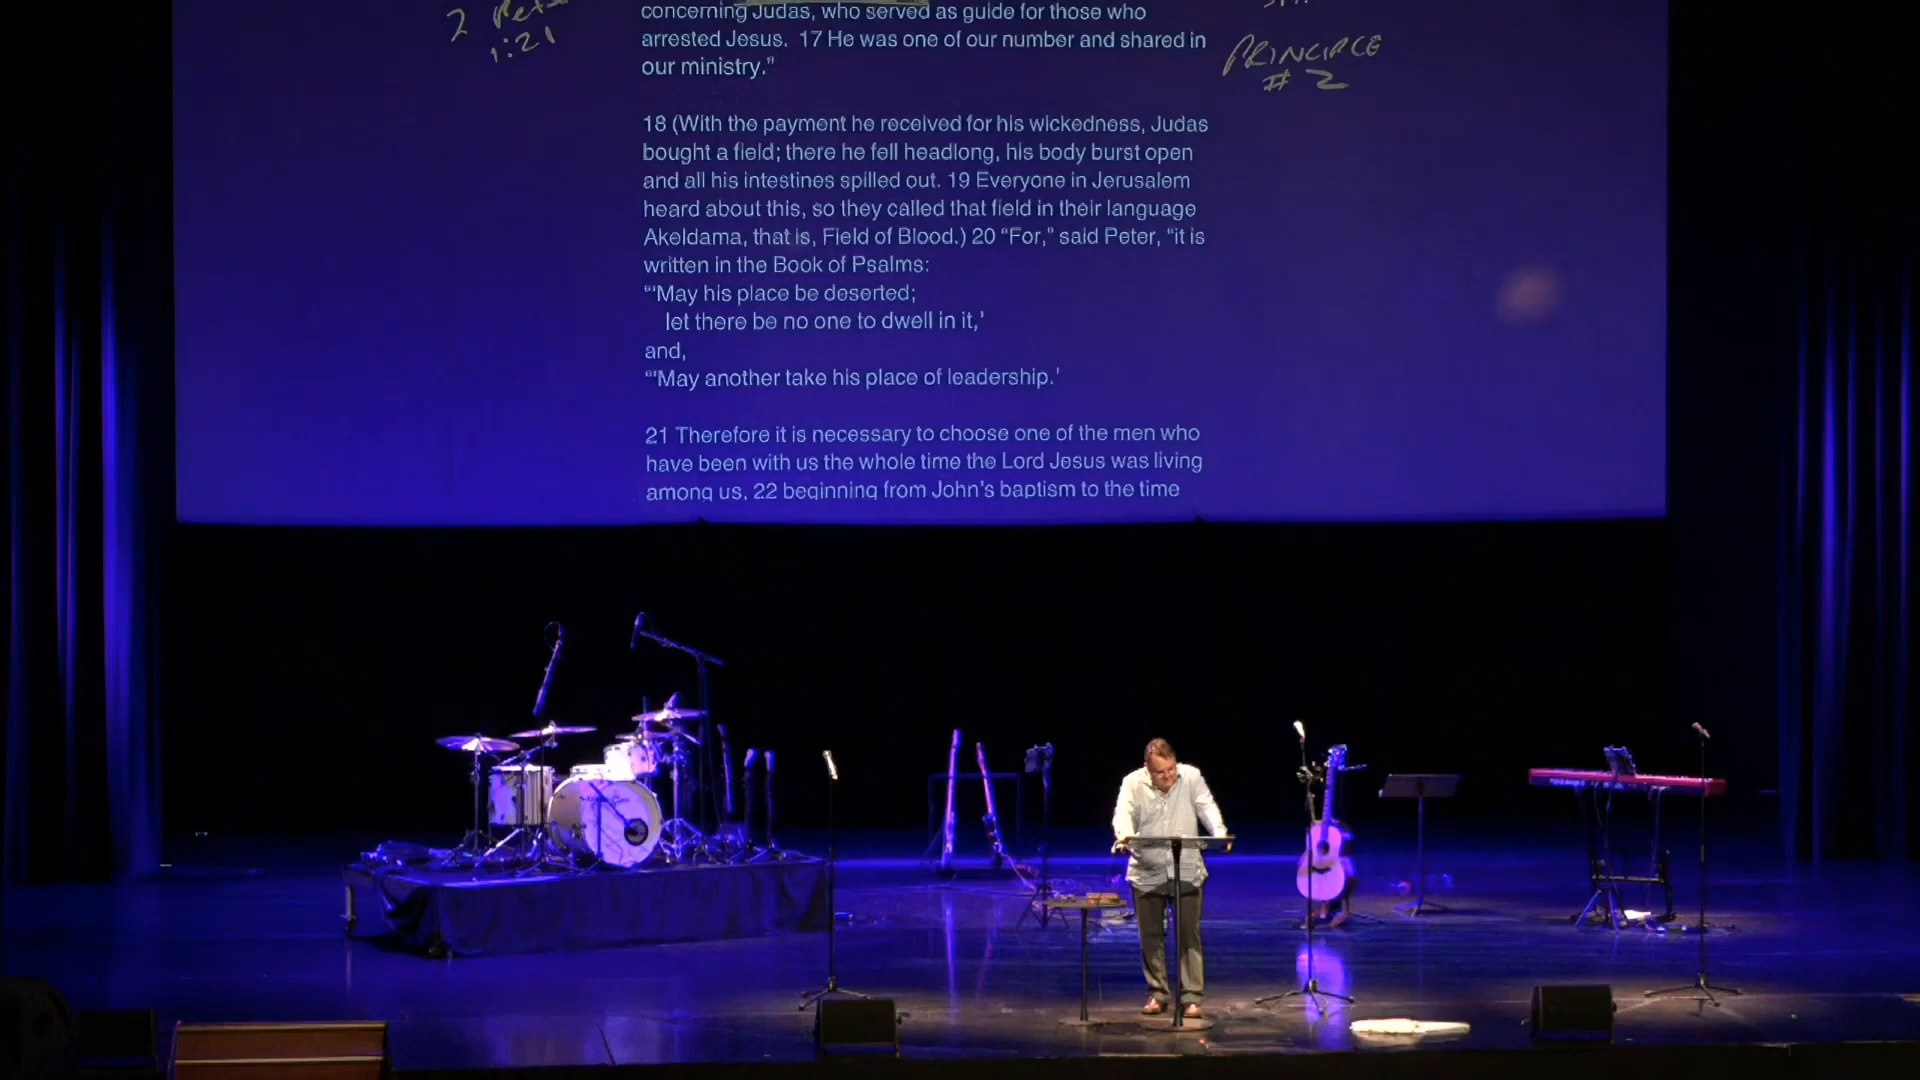 2 Peter
1:21
concerning Judas, who served as guide for those who
arrested Jesus.  17 He was one of our number and shared in
our ministry."
PRINCIPLE
# 2
18 (With the payment he received for his wickedness, Judas
bought a field; there he fell headlong, his body burst open
and all his intestines spilled out. 19 Everyone in Jerusalem
heard about this, so they called that field in their language
Akeldama, that is, Field of Blood.) 20 “For,” said Peter, “it is
written in the Book of Psalms:
“‘May his place be deserted;
let there be no one to dwell in it,’
and,
“‘May another take his place of leadership.’
21 Therefore it is necessary to choose one of the men who
have been with us the whole time the Lord Jesus was living
among us, 22 beginning from John’s baptism to the time